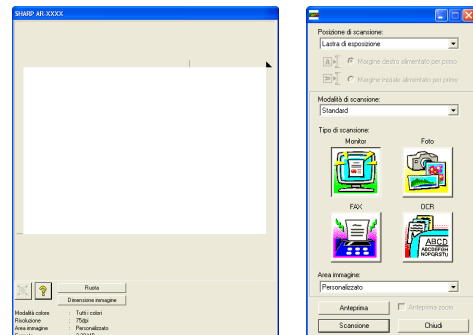 SHARP AR-XXXX
Ruota
Dimensione immagine
Modalità colore : Tutti i colori
Risoluzione : 75dpi
Area immagine : Personalizzato
Posizione di scansione:
Lastra di esposizione
Margine destro alimentato per primo
Margine iniziale alimentato per primo
Modalità di scansione:
Standard
Tipo di scansione:
Monitor
Foto
FAX
OCR
ABCD
ABCDEFGH
NOPQRSTU
Area immagine:
Personalizzato
Anteprima
Anteprima zoom
Scansione
Chiudi